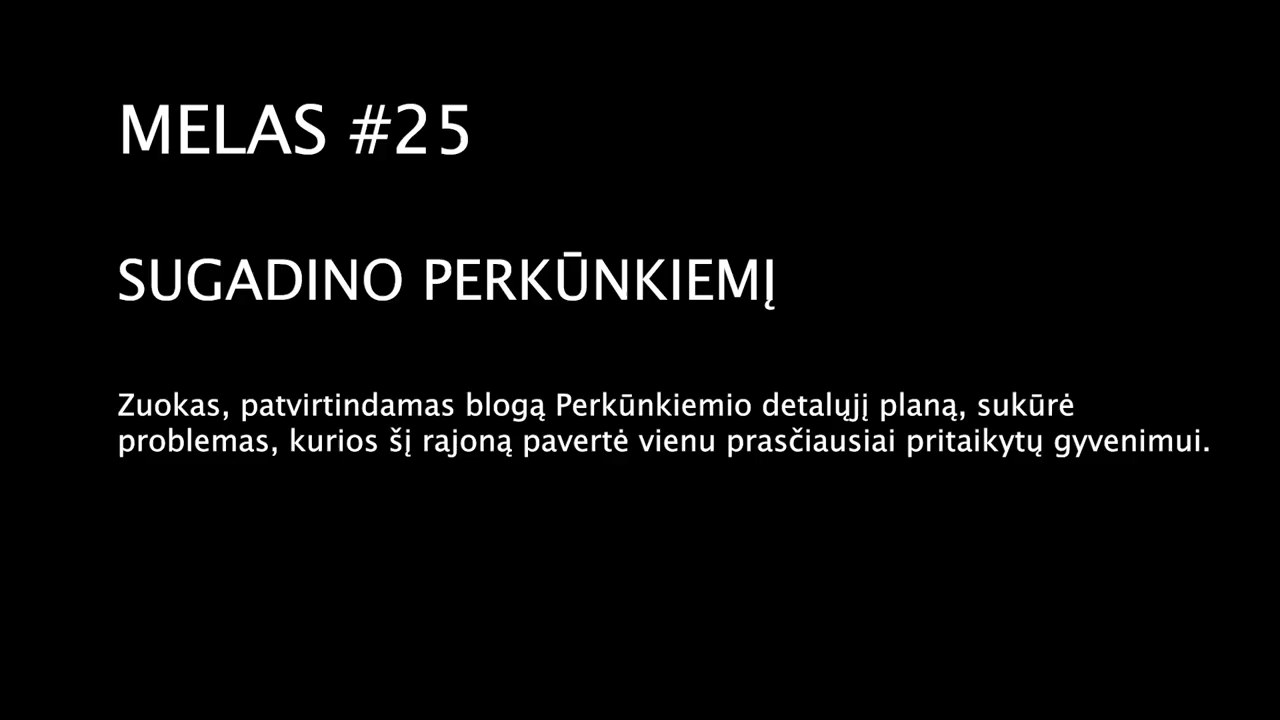 MELAS #25
SUGADINO PERKŪNKIEMĮ
Zuokas, patvirtindamas blogą Perkūnkiemio detalųjį planą, sukūrė
problemas, kurios šį rajoną pavertė vienu prasčiausiai pritaikytų gyvenimui.